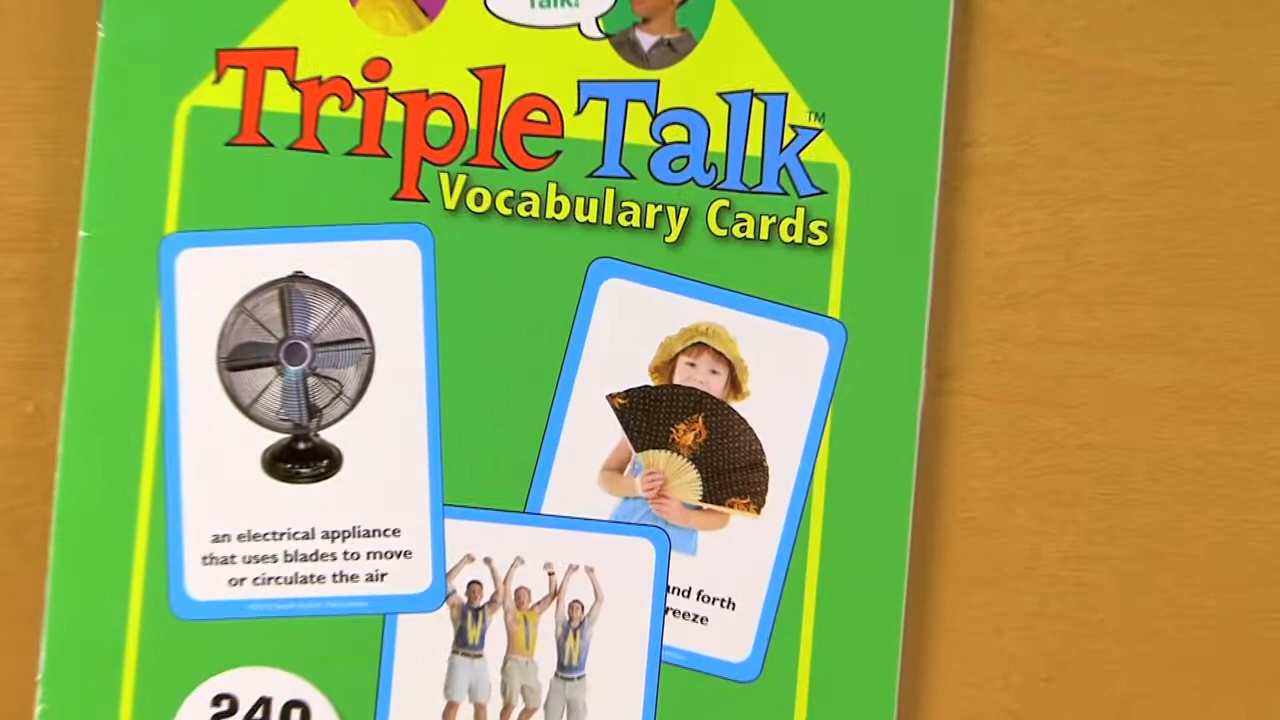 Talk!
Triple Talk™
Vocabulary Cards
an electrical appliance
that uses blades to move
or circulate the air
and forth
reeze
W I N
240